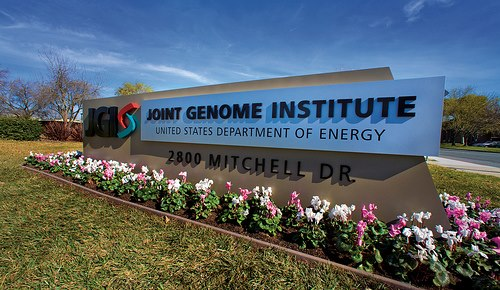 JGI
JOINT GENOME INSTITUTE
UNITED STATES DEPARTMENT OF ENERGY
2800 MITCHELL DR.